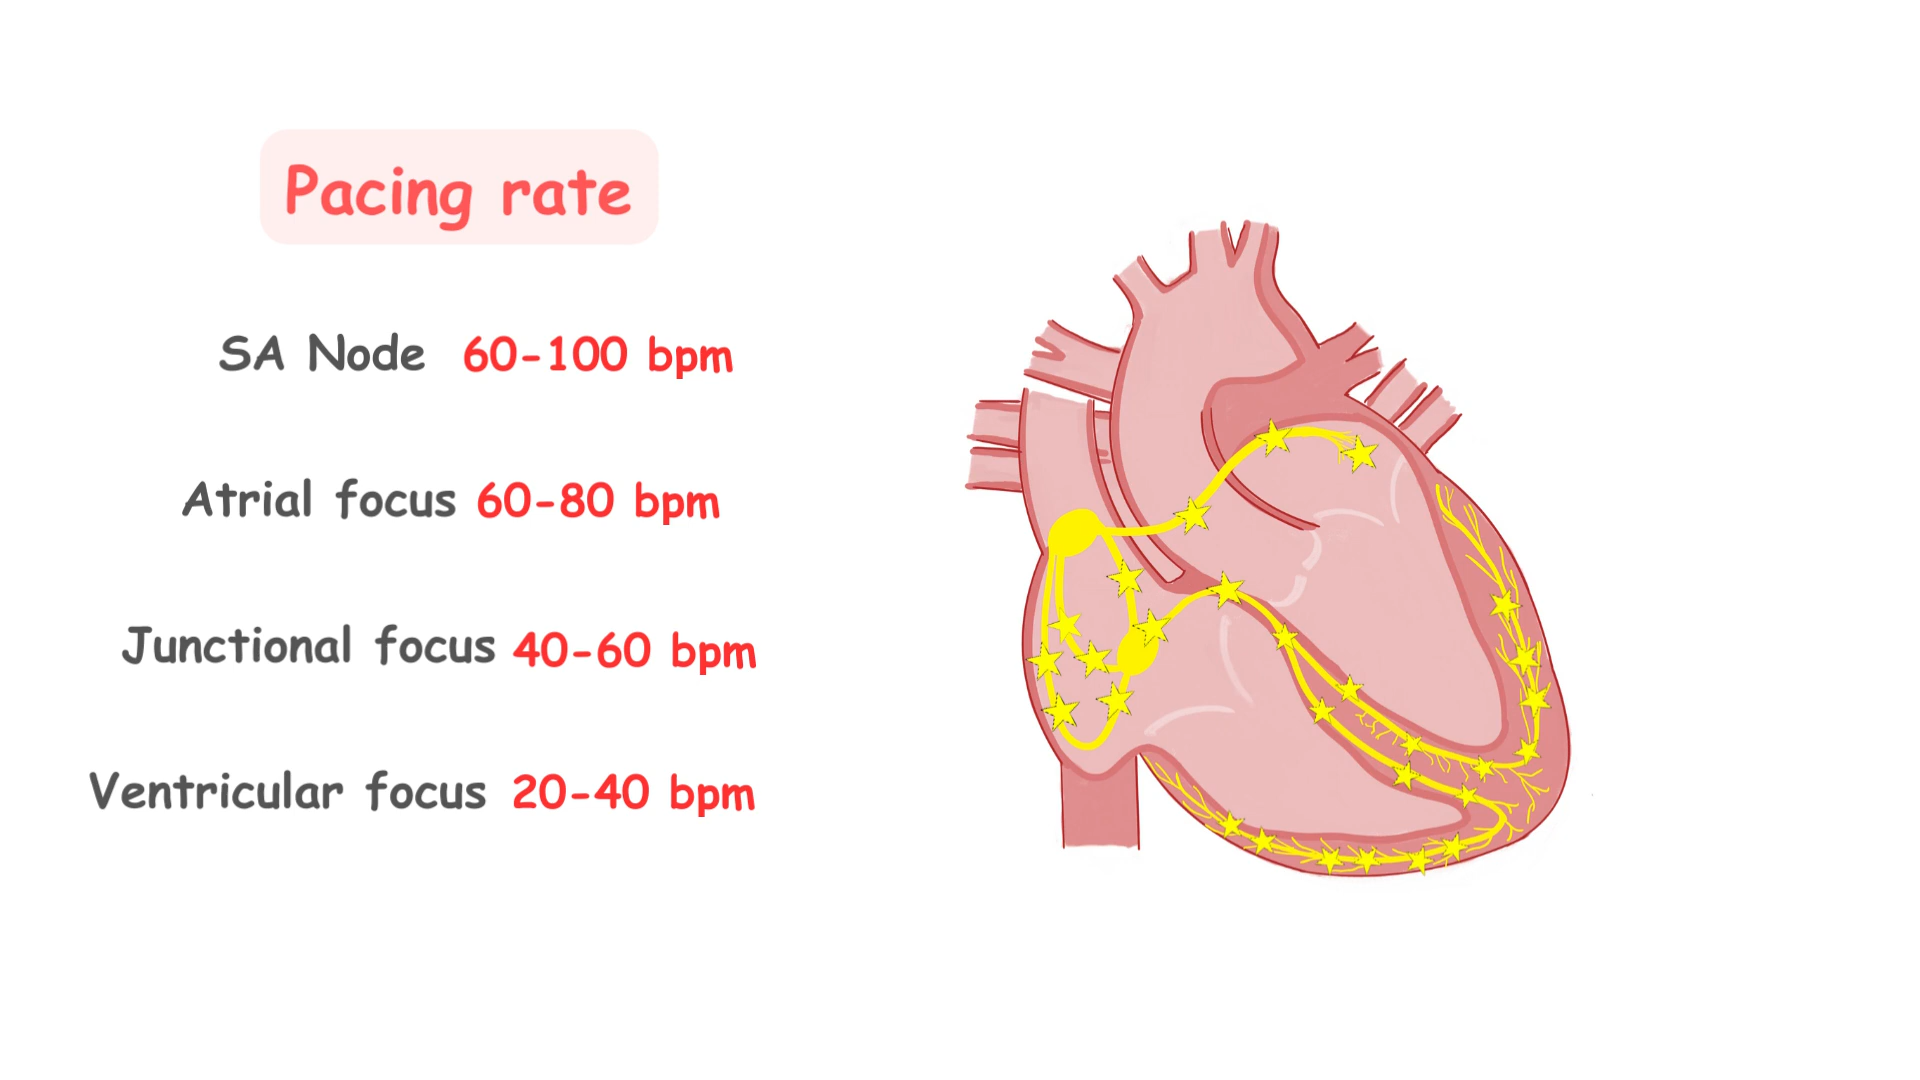 Pacing rate
SA Node 60-100 bpm
Atrial focus 60-80 bpm
Junctional focus 40-60 bpm
Ventricular focus 20-40 bpm